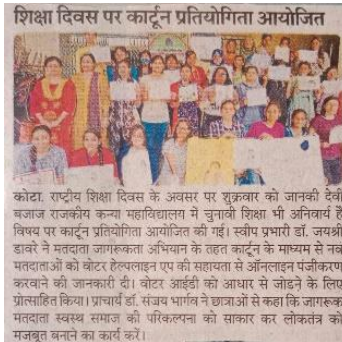 शिक्षा दिवस पर कार्टून प्रतियोगिता आयोजित
कोटा. राष्ट्रीय शिक्षा दिवस के अवसर पर शुक्रवार को जानकी देवी
बजाज राजकीय कन्या महाविद्यालय में चुनावी शिक्षा भी अनिवार्य है
विषय पर कार्टून प्रतियोगिता आयोजित की गई। स्वीप प्रभारी डॉ. जयश्री
डावरे ने मतदाता जागरूकता अभियान के तहत कार्टून के माध्यम से नव
मतदाताओं को वोटर हेल्पलाइन एप की सहायता से ऑनलाइन पंजीकरण
करवाने की जानकारी दी। वोटर आईडी को आधार से जोडने के लिए
प्रोत्साहित किया। प्राचार्य डॉ. संजय भार्गव ने छात्राओं से कहा कि जागरूक
मतदाता स्वस्थ समाज की परिकल्पना को साकार कर लोकतंत्र को
मजबूत बनाने का कार्य करें।